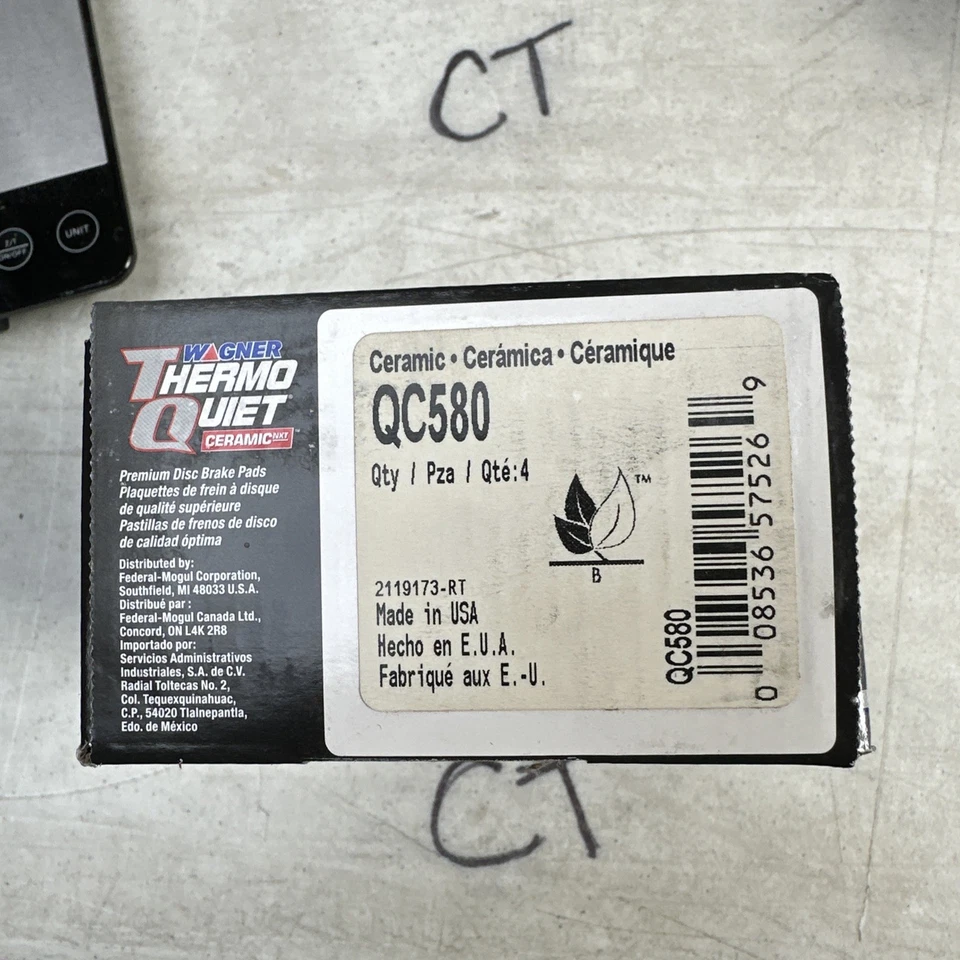 CT
UNIT
ON/OFF
WAGNER
THERMO
QUIET
CERAMIC NXT
Premium Disc Brake Pads
Plaquettes de frein à disque
de qualité supérieure
Pastillas de frenos de disco
de calidad óptima
Distributed by:
Federal-Mogul Corporation,
Southfield, MI 48033 U.S.A.
Distribué par :
Federal-Mogul Canada Ltd.,
Concord, ON L4K 2R8
Importado por:
Servicios Administrativos
Industriales, S.A. de C.V.
Radial Toltecas No. 2,
Col. Tequexquinahuac,
C.P., 54020 Tlalnepantla,
Edo. de México
Ceramic • Cerámica • Céramique
QC580
Qty / Pza / Qté:4
TM
B
2119173-RT
Made in USA
Hecho en E.U.A.
Fabriqué aux E.-U.
QC580
0 08536 57526 9
CT